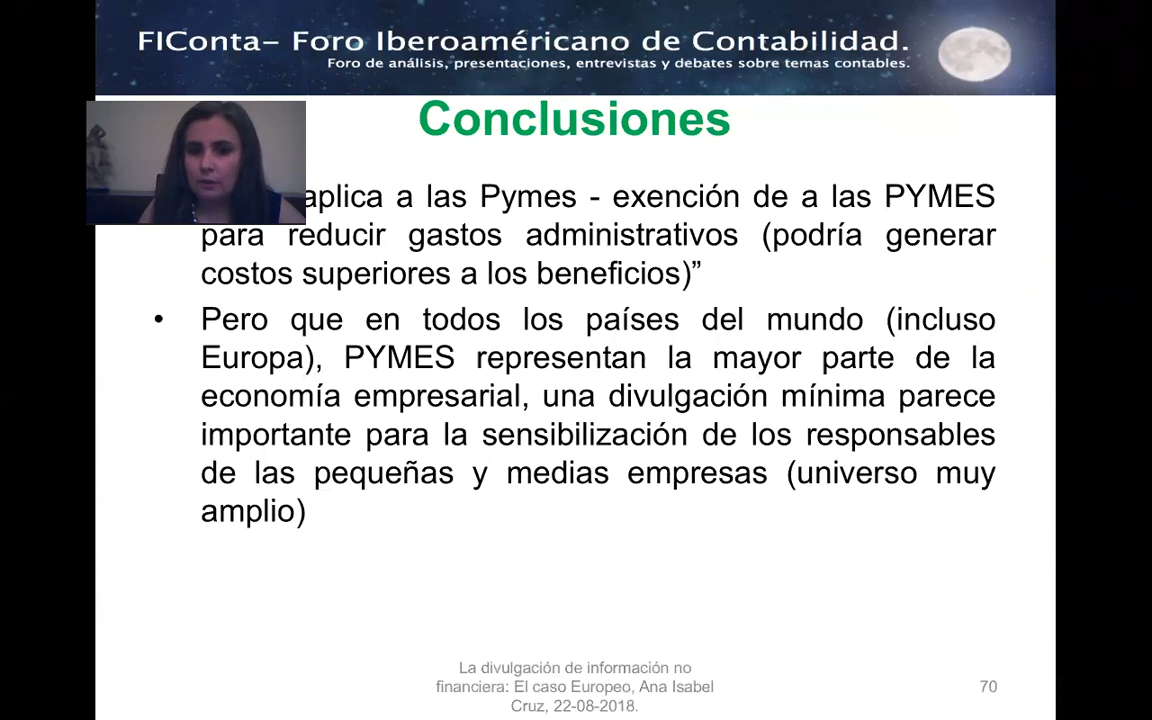 FIConta– Foro Iberoaméricano de Contabilidad.
Foro de análisis, presentaciones, entrevistas y debates sobre temas contables.
Conclusiones
aplica a las Pymes - exención de a las PYMES
para reducir gastos administrativos (podría generar
costos superiores a los beneficios)”
• Pero que en todos los países del mundo (incluso
Europa), PYMES representan la mayor parte de la
economía empresarial, una divulgación mínima parece
importante para la sensibilización de los responsables
de las pequeñas y medias empresas (universo muy
amplio)
La divulgación de información no
financiera: El caso Europeo, Ana Isabel
Cruz, 22-08-2018.
70